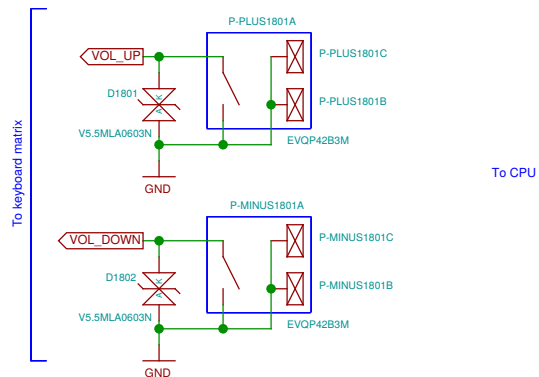 P-PLUS1801A
VOL_UP
P-PLUS1801C
D1801
A K
P-PLUS1801B
V5.5MLA0603N
EVQP42B3M
GND
To keyboard matrix
To CPU
P-MINUS1801A
VOL_DOWN
P-MINUS1801C
D1802
A K
P-MINUS1801B
V5.5MLA0603N
EVQP42B3M
GND